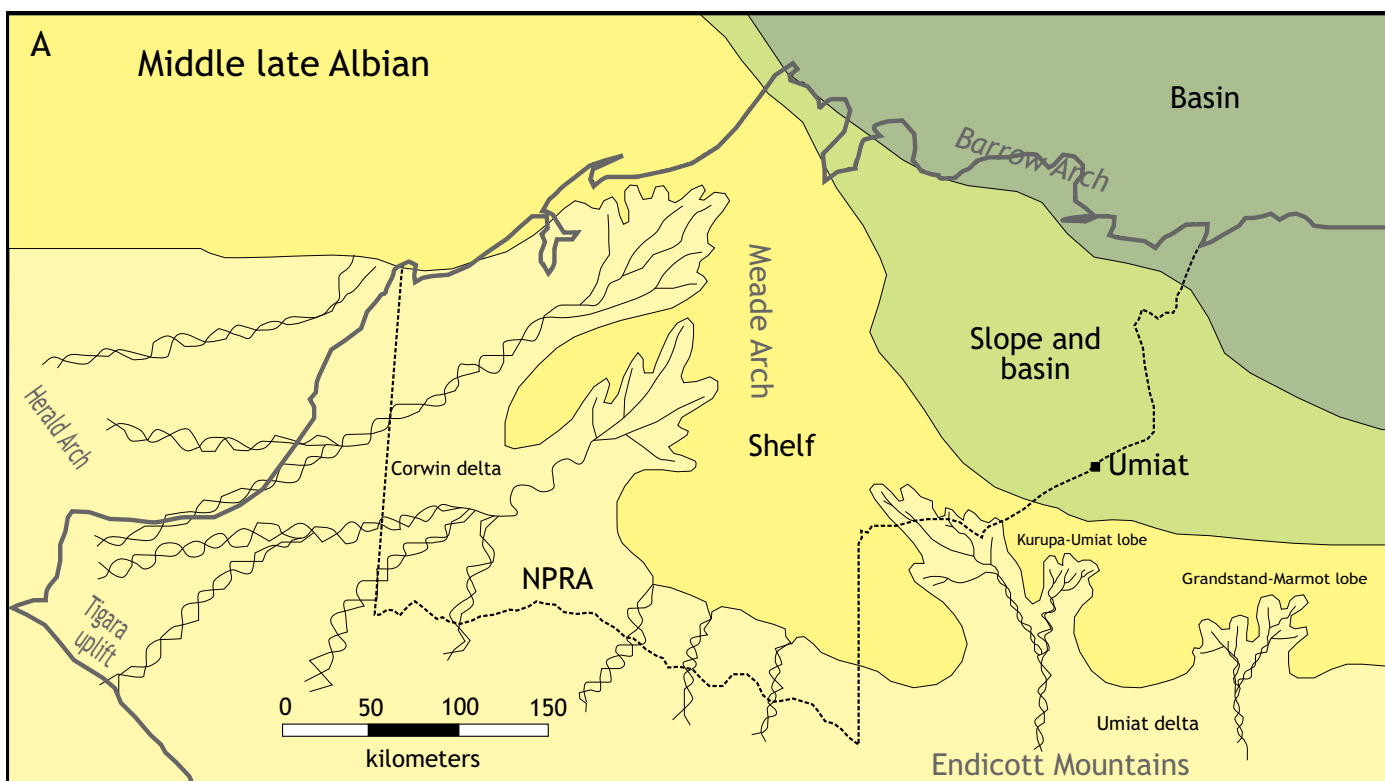 A
Middle late Albian
Basin
Barrow Arch
Meade Arch
Slope and
basin
Herald Arch
Shelf
Corwin delta
Umiat
Kurupa-Umiat lobe
NPRA
Grandstand-Marmot lobe
Tigara
uplift
0 50 100 150
kilometers
Umiat delta
Endicott Mountains